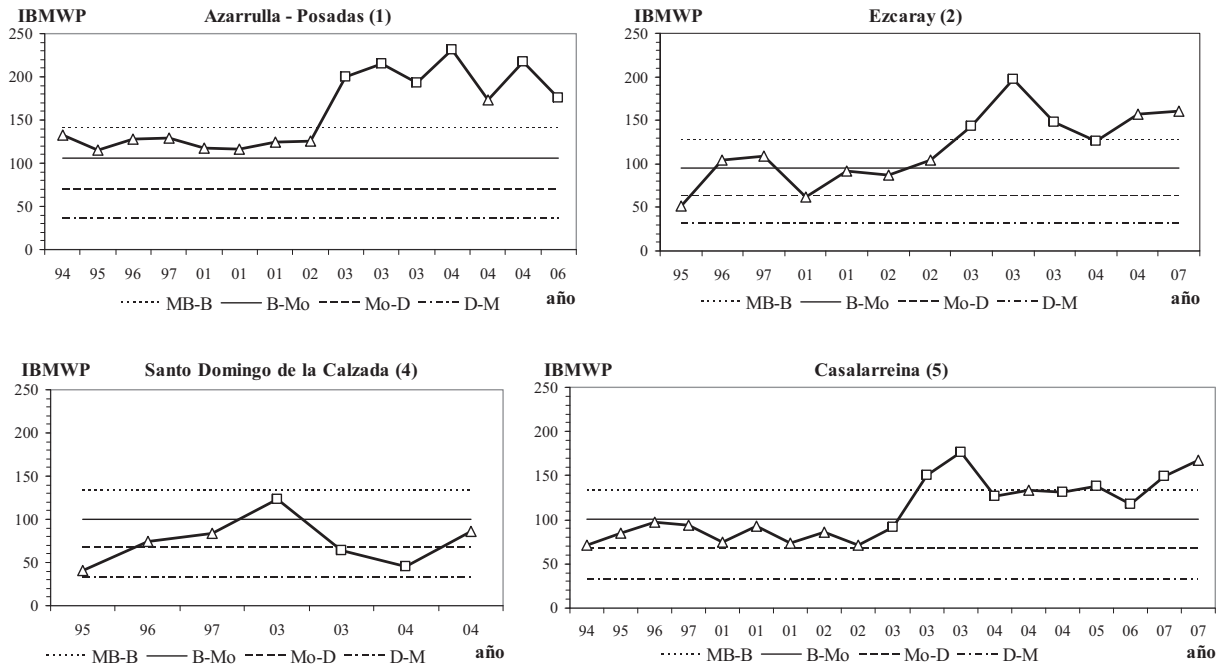 IBMWP Azarrulla - Posadas (1)
250
200
150
100
50
0
94 95 96 97 01 01 01 02 03 03 03 04 04 04 06
MB-B B-Mo Mo-D D-M año
IBMWP Ezcaray (2)
250
200
150
100
50
0
95 96 97 01 01 02 02 03 03 03 04 04 07
MB-B B-Mo Mo-D D-M año
IBMWP Santo Domingo de la Calzada (4)
250
200
150
100
50
0
95 96 97 03 03 04 04
MB-B B-Mo Mo-D D-M año
IBMWP Casalarreina (5)
250
200
150
100
50
0
94 95 96 97 01 01 01 02 02 03 03 03 04 04 04 05 06 07 07
MB-B B-Mo Mo-D D-M año